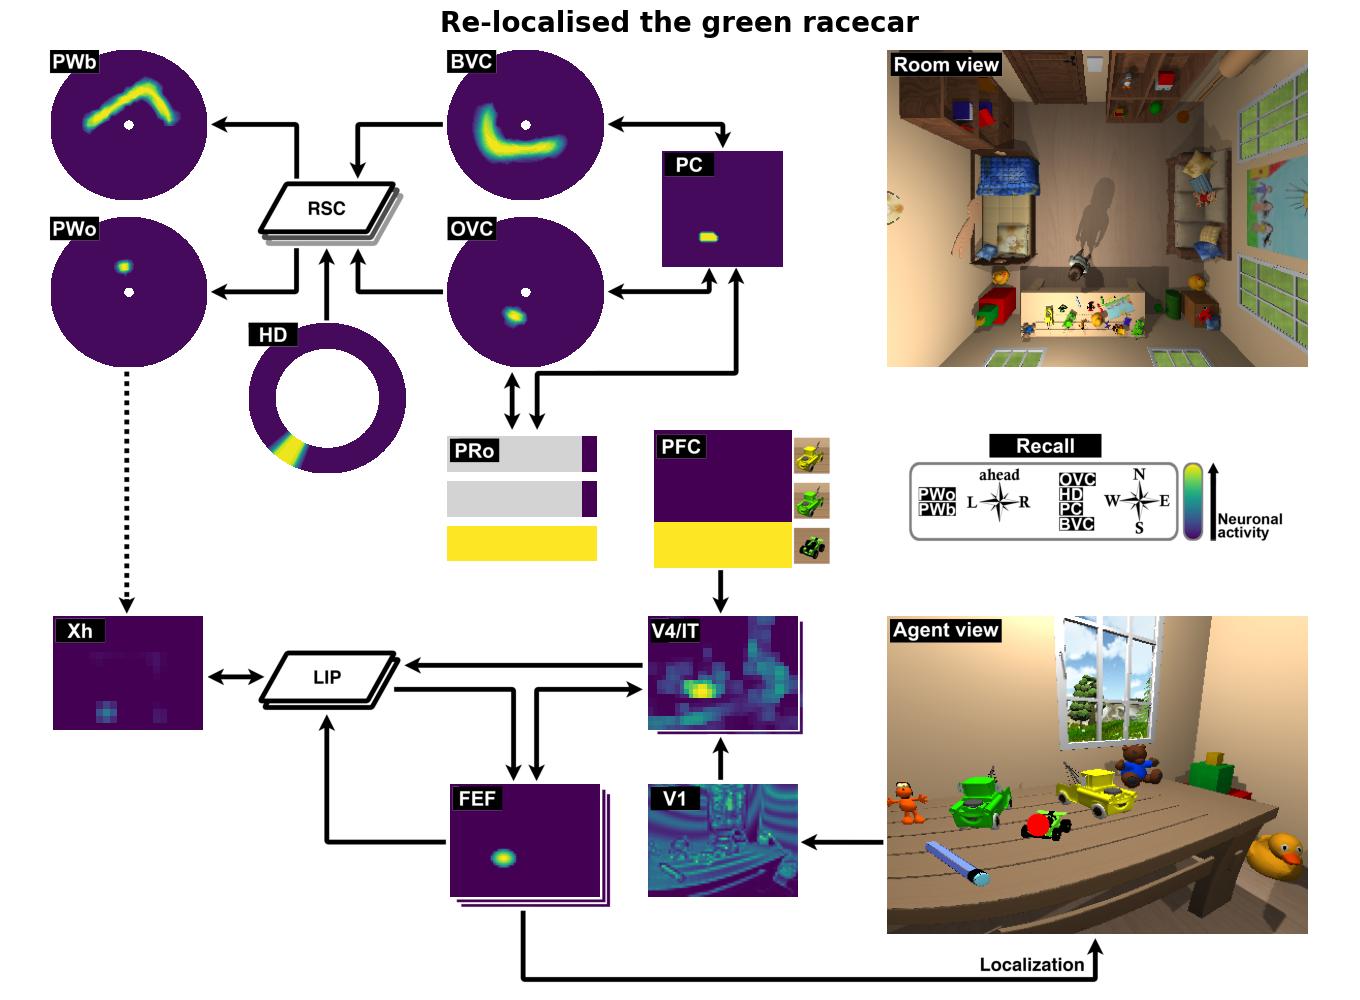 Re-localised the green racecar
PWb
BVC
Room view
PC
RSC
PWo
OVC
HD
PRo
PFC
Recall
ahead
L
R
PWo
PWb
OVC
HD
PC
BVC
N
W
E
S
Neuronal
activity
Xh
LIP
V4/IT
Agent view
FEF
V1
Localization